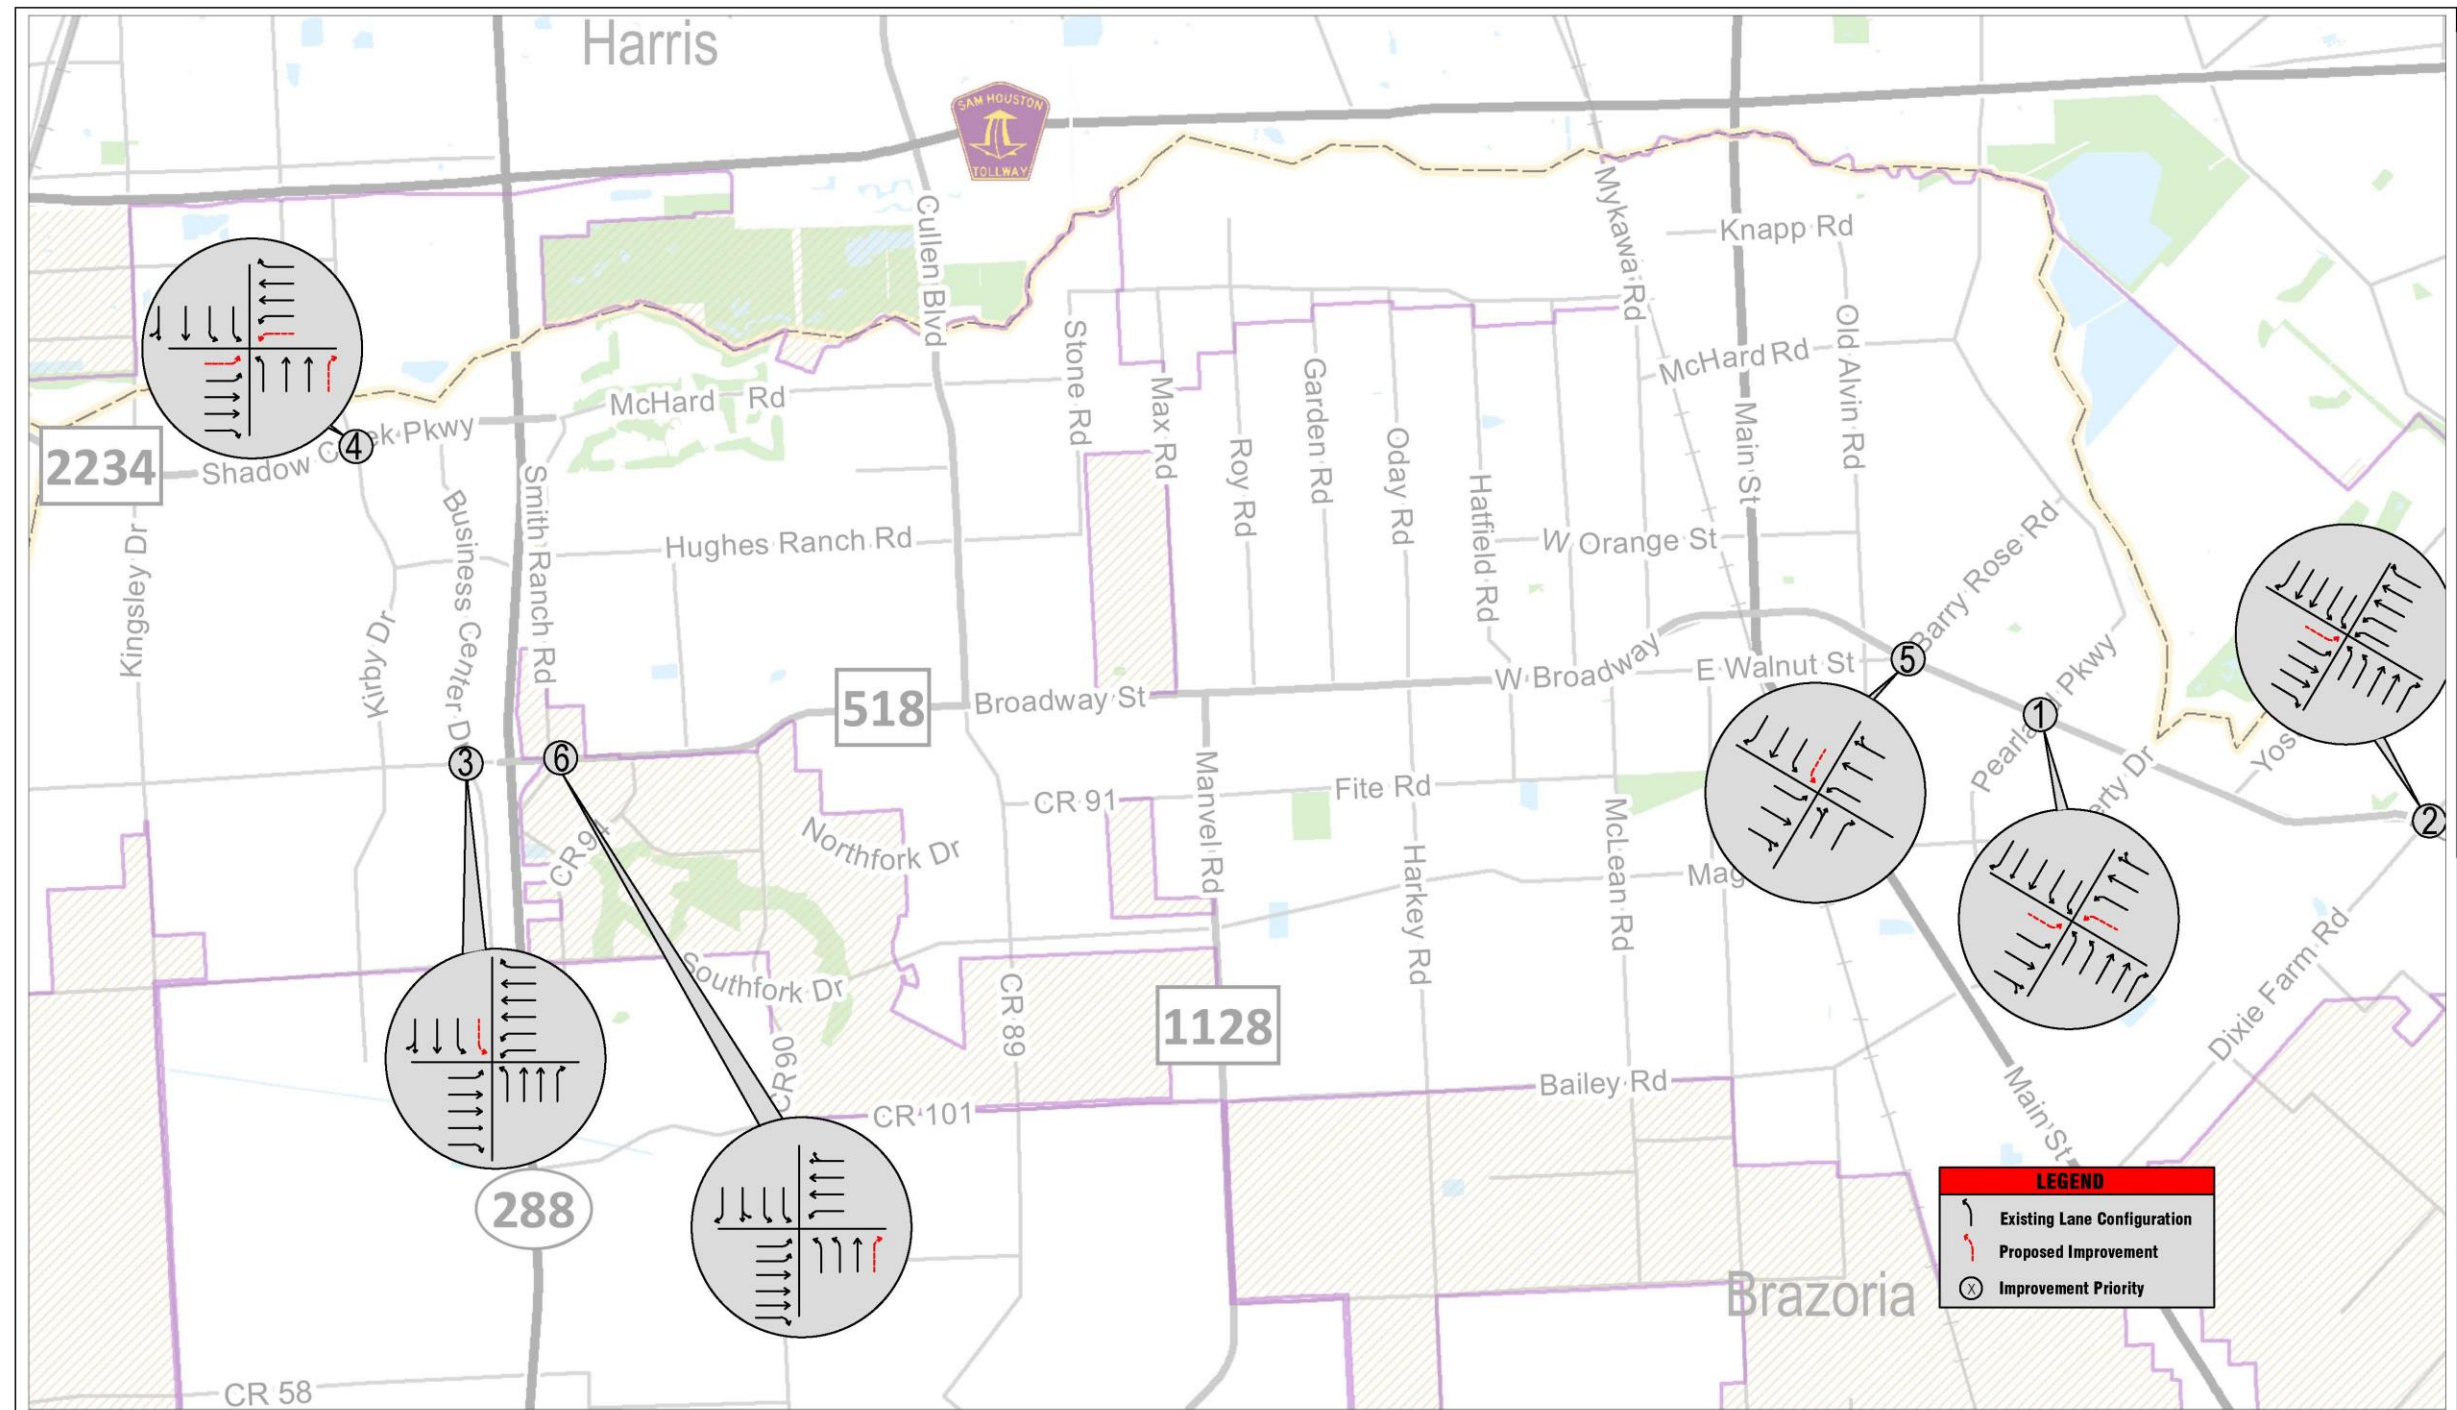 Harris
SAM HOUSTON
TOLLWAY
Cullen Blvd
Mykawa Rd
Knapp Rd
Old Alvin Rd
McHard Rd
Main St
Stone Rd
Max Rd
Roy Rd
Garden Rd
Oday Rd
Hatfield Rd
McHard Rd
2234
Shadow
ek Pkwy
4
Kingsley Dr
Business Center D
Smith Ranch Rd
Hughes Ranch Rd
W Orange St
Barry Rose Rd
Kirby Dr
518
Broadway St
W Broadway
E Walnut St
5
Pearla
Pkwy
1
erty Dr
Yos
2
3
6
CR 94
Northfork Dr
CR 91
Manvel Rd
Fite Rd
Harkey Rd
McLean Rd
Mag
Southfork Dr
CR 90
CR 89
1128
Dixie Farm Rd
Bailey Rd
CR 101
Main St
288
LEGEND
Existing Lane Configuration
Proposed Improvement
X Improvement Priority
Brazoria
CR 58